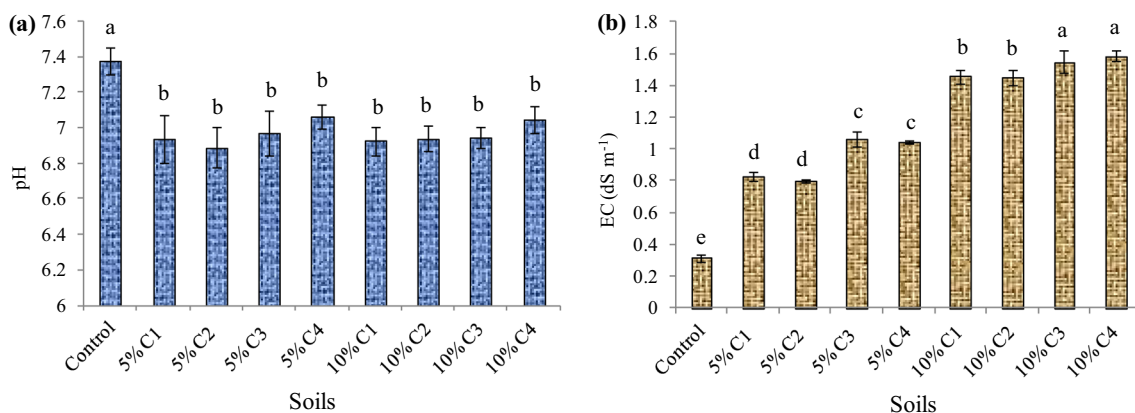 (a)
7.6
7.4
7.2
7
6.8
6.6
6.4
6.2
6
pH
a
b
b
b
b
b
b
b
b
Control
5% C1
5% C2
5% C3
5% C4
10% C1
10% C2
10% C3
10% C4
Soils
(b)
1.8
1.6
1.4
1.2
1
0.8
0.6
0.4
0.2
0
EC (dS m⁻¹)
e
d
d
c
c
b
b
a
a
Control
5% C1
5% C2
5% C3
5% C4
10% C1
10% C2
10% C3
10% C4
Soils